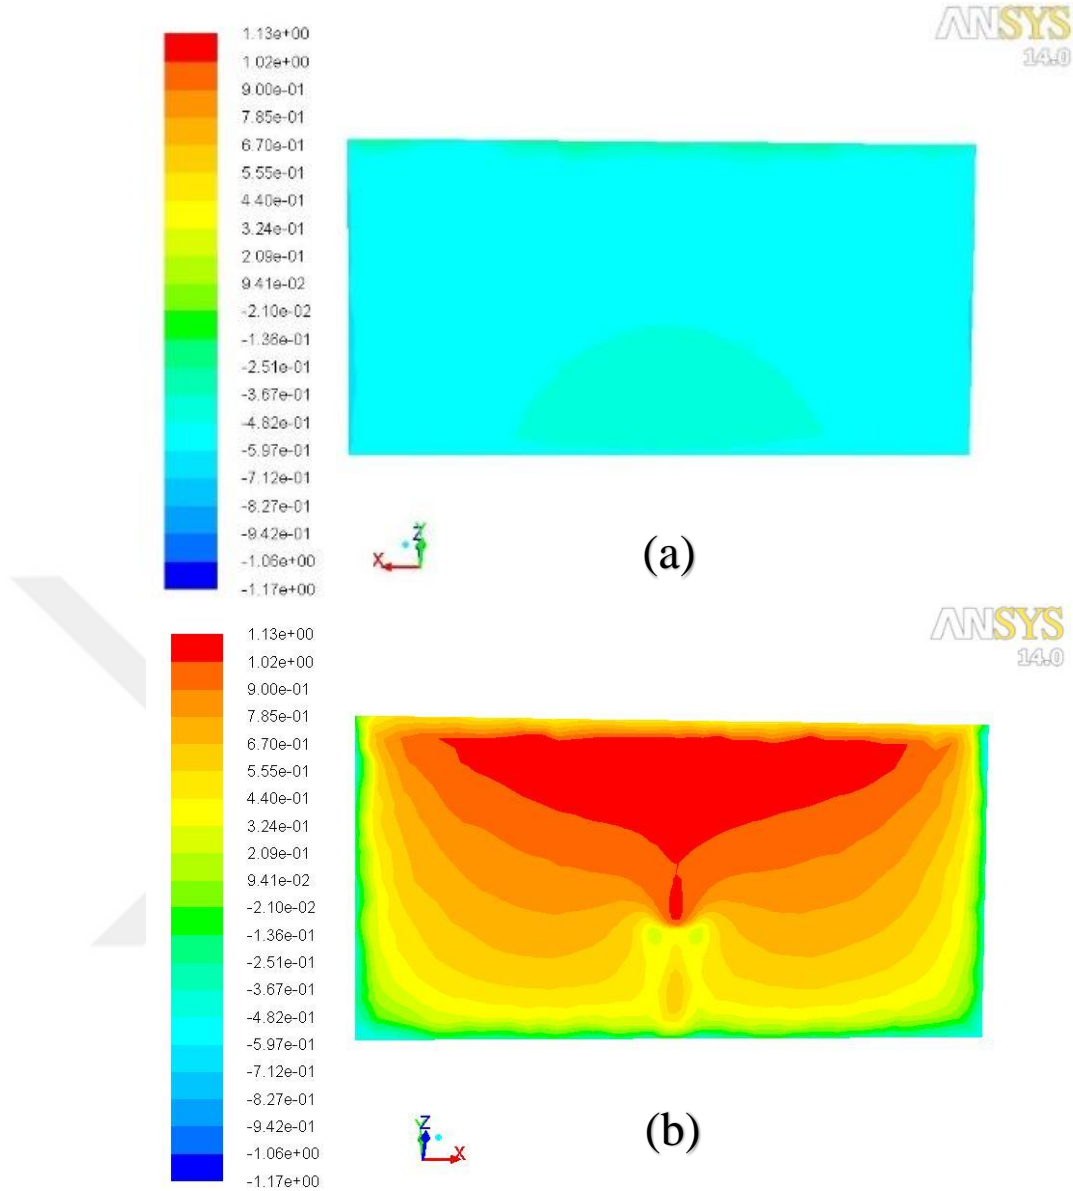 ANSYS
14.0
1.13e+00
1.02e+00
9.00e-01
7.85e-01
6.70e-01
5.55e-01
4.40e-01
3.24e-01
2.09e-01
9.41e-02
-2.10e-02
-1.36e-01
-2.51e-01
-3.67e-01
-4.82e-01
-5.97e-01
-7.12e-01
-8.27e-01
-9.42e-01
-1.06e+00
-1.17e+00
Y
Z
X
(a)
ANSYS
14.0
1.13e+00
1.02e+00
9.00e-01
7.85e-01
6.70e-01
5.55e-01
4.40e-01
3.24e-01
2.09e-01
9.41e-02
-2.10e-02
-1.36e-01
-2.51e-01
-3.67e-01
-4.82e-01
-5.97e-01
-7.12e-01
-8.27e-01
-9.42e-01
-1.06e+00
-1.17e+00
Z
Y
X
(b)